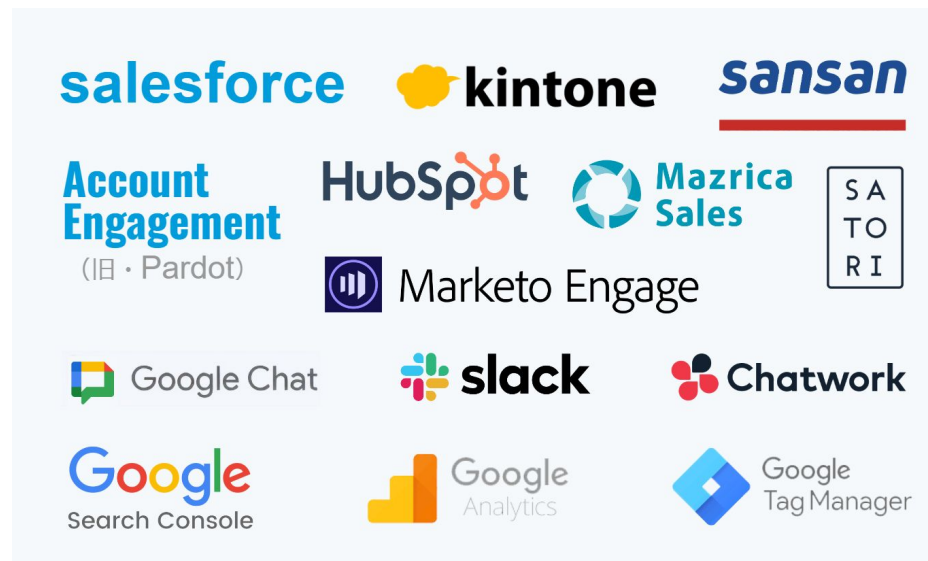 salesforce
kintone
sansan
Account
Engagement
（旧・Pardot）
HubSpot
Mazrica
Sales
SA
TO
RI
Marketo Engage
Google Chat
slack
Chatwork
Google
Search Console
Google
Analytics
Google
Tag Manager